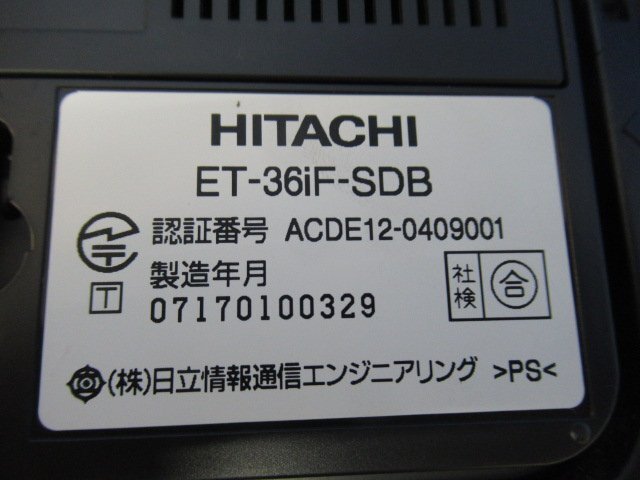 HITACHI
ET-36iF-SDB
認証番号 ACDE12-0409001
製造年月
T 07170100329
社検 合
(株)日立情報通信エンジニアリング >PS<